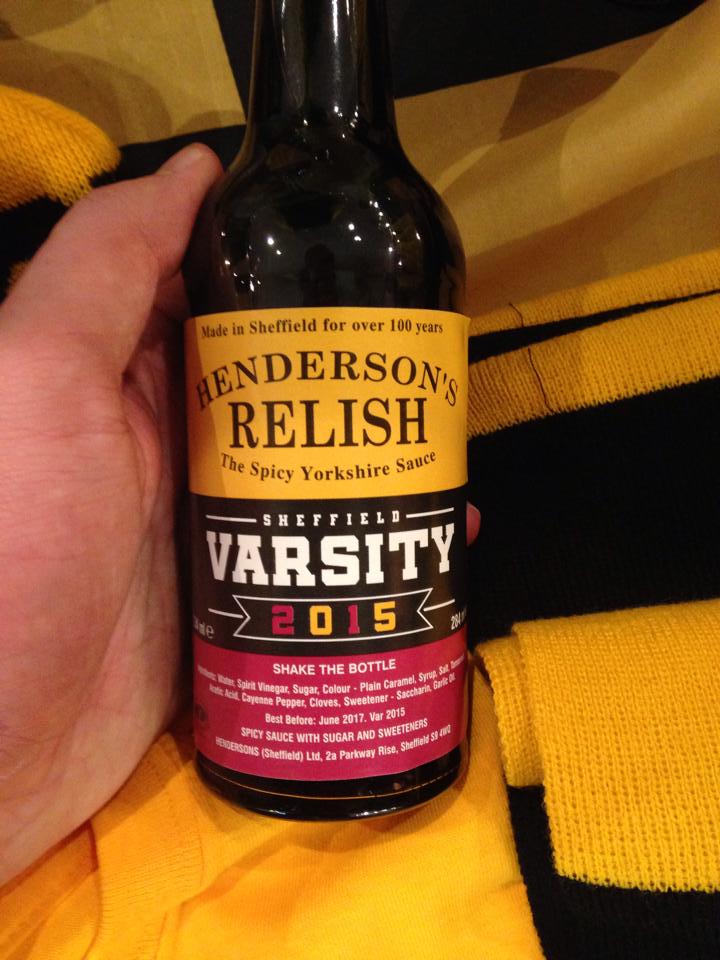 Made in Sheffield for over 100 years
HENDERSON'S
RELISH
The Spicy Yorkshire Sauce
SHEFFIELD
VARSITY
2015
ml e
284
SHAKE THE BOTTLE
Ingredients: Water, Spirit Vinegar, Sugar, Colour - Plain Caramel, Syrup, Salt,
Acetic Acid, Cayenne Pepper, Cloves, Sweetener - Saccharin, Garlic Oil.
Best Before: June 2017. Var 2015
SPICY SAUCE WITH SUGAR AND SWEETENERS
HENDERSONS (Sheffield) Ltd, 2a Parkway Rise, Sheffield S9 4WQ